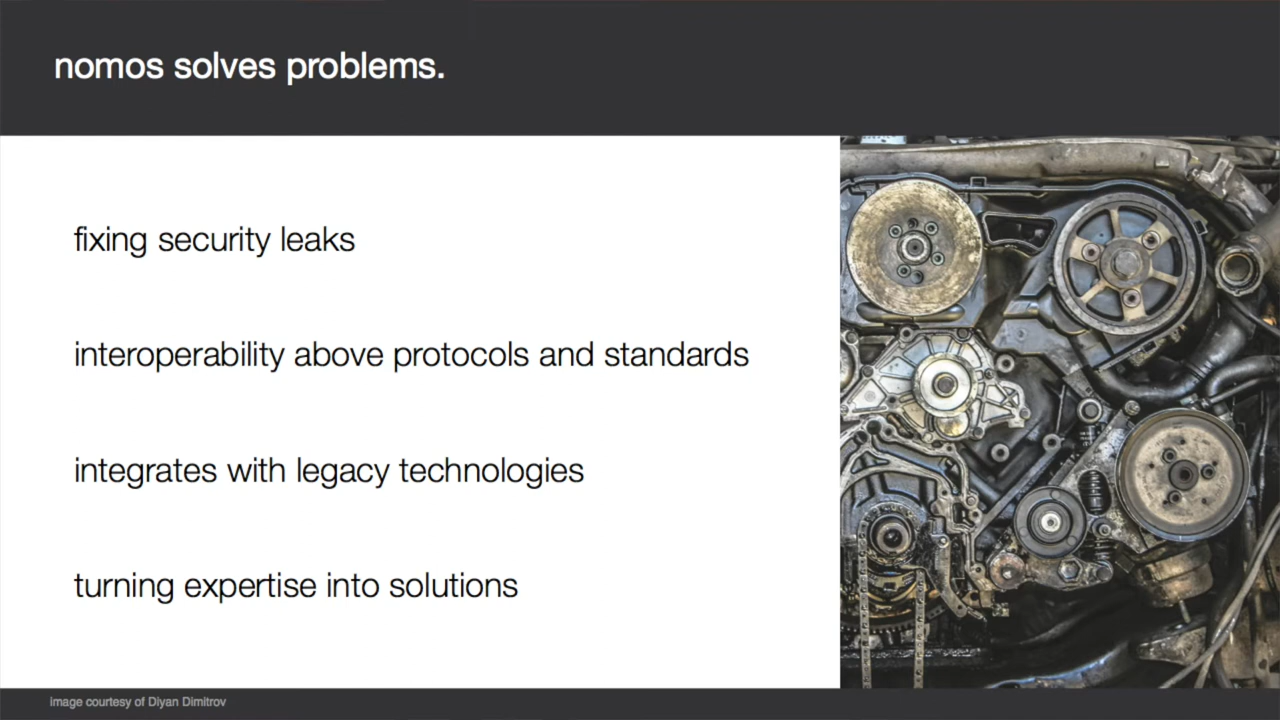 nomos solves problems.
fixing security leaks
interoperability above protocols and standards
integrates with legacy technologies
turning expertise into solutions
image courtesy of Diyan Dimitrov